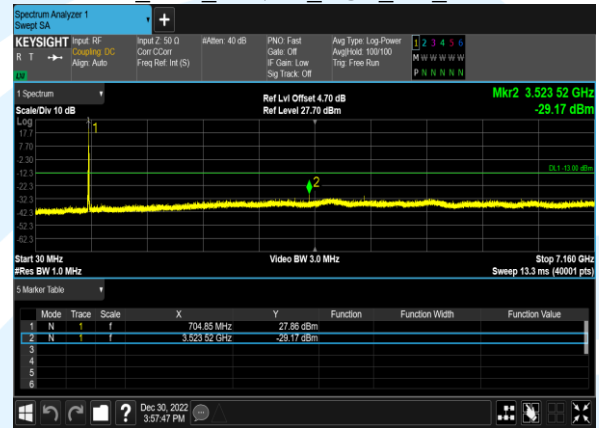 Spectrum Analyzer 1
Swept SA
+
KEYSIGHT Input: RF Input Z: 50 Ω #Atten: 40 dB PNO: Fast Avg Type: Log-Power 1 2 3 4 5 6
R T Coupling: DC Corr CCorr Gate: Off Avg|Hold: 100/100 M W W W W W
Align: Auto Freq Ref: Int (S) IF Gain: Low Trig: Free Run P N N N N N
Sig Track: Off
LW
1 Spectrum
Ref Lvl Offset 4.70 dB Mkr2 3.523 52 GHz
Scale/Div 10 dB Ref Level 27.70 dBm -29.17 dBm
Log
1
17.7
7.70
-2.30
DL1 -13.00 dBm
-12.3
2
-22.3
-32.3
-42.3
-52.3
-62.3
Start 30 MHz Video BW 3.0 MHz Stop 7.160 GHz
#Res BW 1.0 MHz Sweep 13.3 ms (40001 pts)
5 Marker Table
Mode Trace Scale X Y Function Function Width Function Value
1 N 1 f 704.85 MHz 27.86 dBm
2 N 1 f 3.523 52 GHz -29.17 dBm
3
4
5
6
? Dec 30, 2022
3:57:47 PM